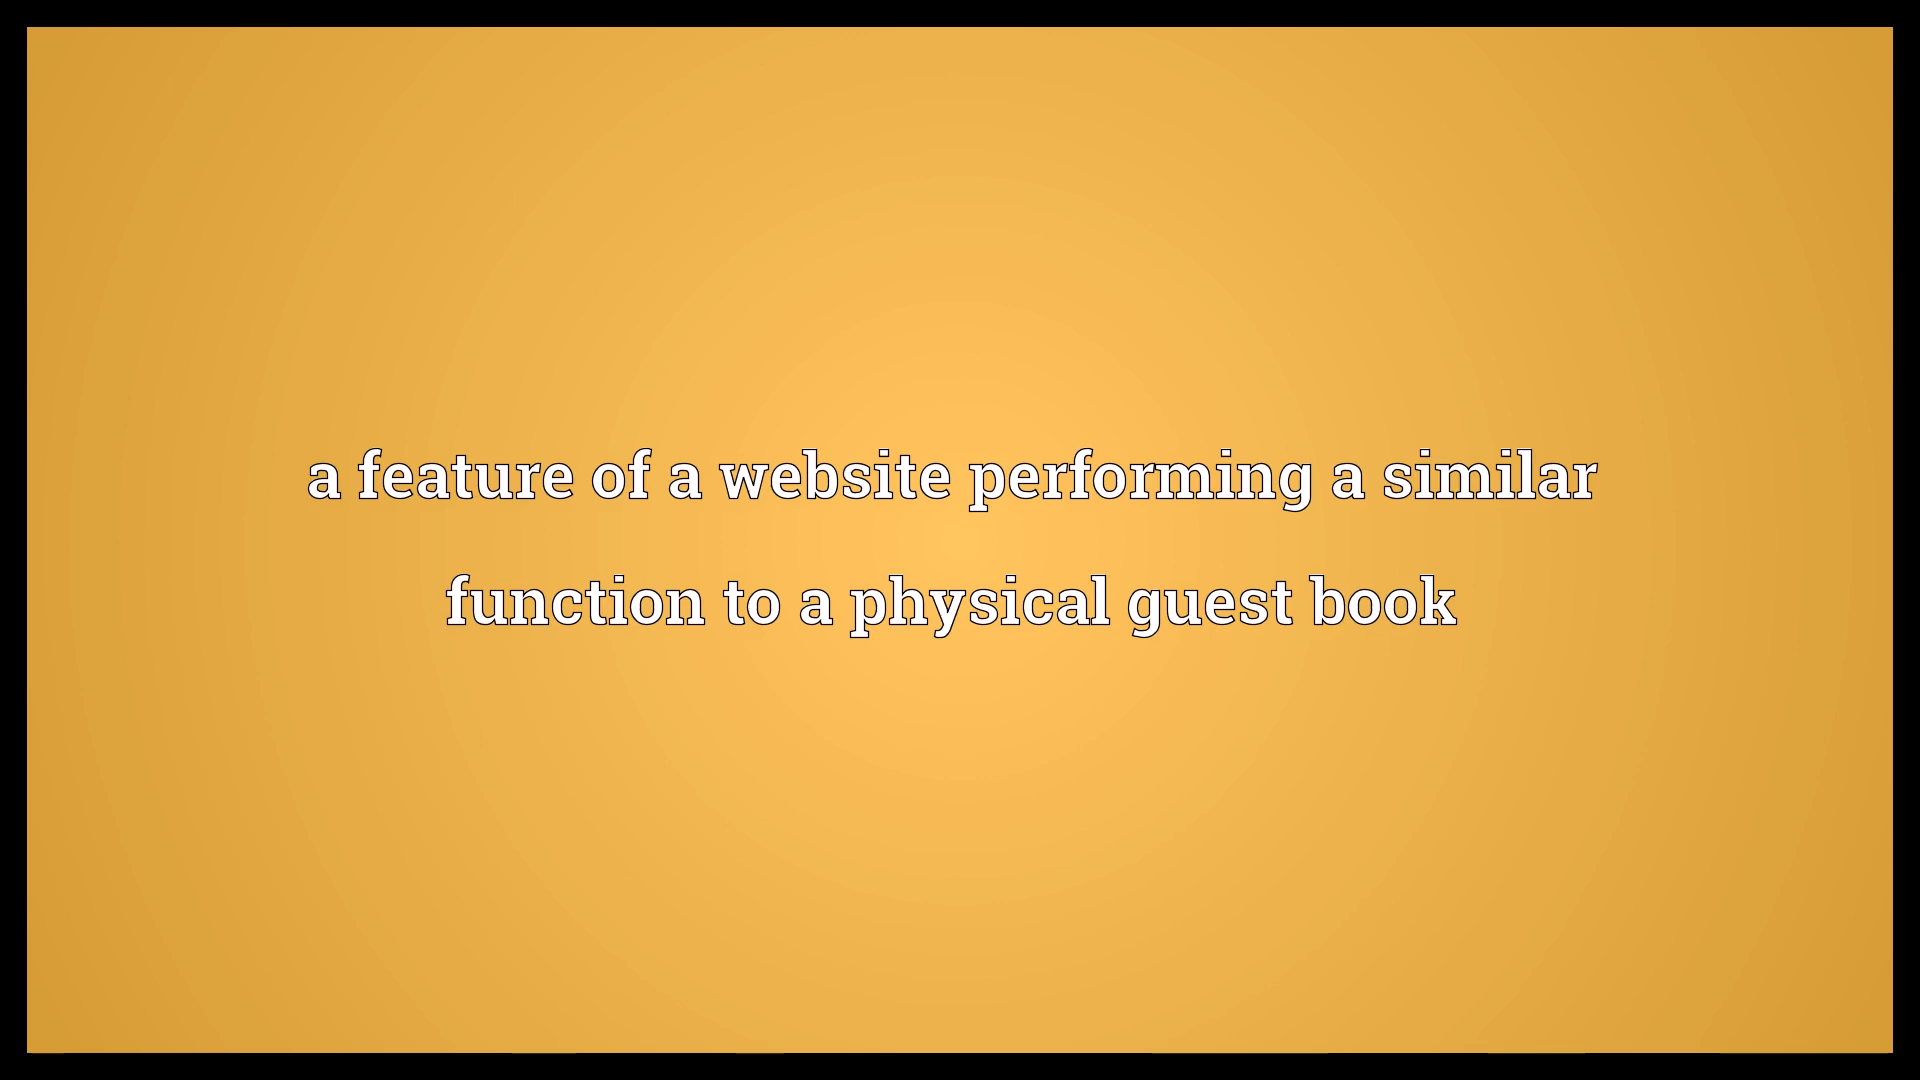 a feature of a website performing a similar
function to a physical guest book